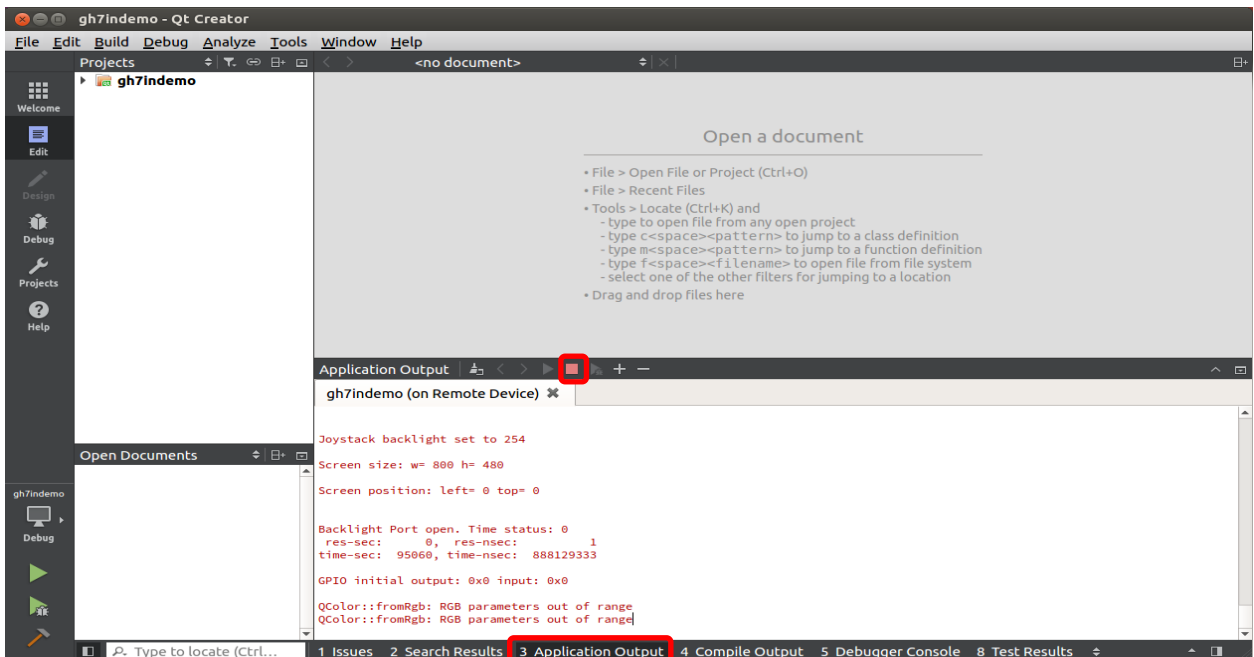 gh7indemo - Qt Creator
File Edit Build Debug Analyze Tools Window Help
Projects
<no document>
gh7indemo
Welcome
Edit
Design
Debug
Projects
Help
Open a document
• File > Open File or Project (Ctrl+O)
• File > Recent Files
• Tools > Locate (Ctrl+K) and
- type to open file from any open project
- type c<space><pattern> to jump to a class definition
- type m<space><pattern> to jump to a function definition
- type f<space><filename> to open file from file system
- select one of the other filters for jumping to a location
• Drag and drop files here
Application Output
gh7indemo (on Remote Device)
Joystack backlight set to 254
Screen size: w= 800 h= 480
Screen position: left= 0 top= 0
Backlight Port open. Time status: 0
res-sec: 0, res-nsec: 1
time-sec: 95060, time-nsec: 888129333
GPIO initial output: 0x0 input: 0x0
QColor::fromRgb: RGB parameters out of range
QColor::fromRgb: RGB parameters out of range
Open Documents
gh7indemo
Debug
Type to locate (Ctrl...
1 Issues 2 Search Results 3 Application Output 4 Compile Output 5 Debugger Console 8 Test Results